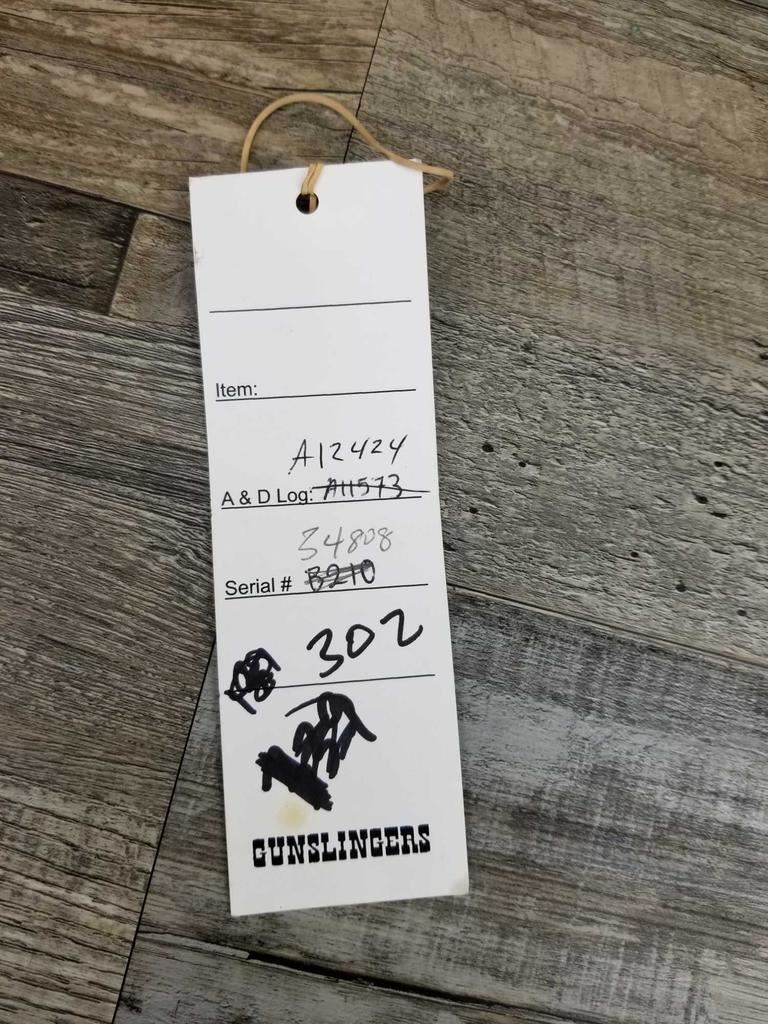 Item:
A12424
A & D Log: A11573
34808
Serial # B210
302
GUNSLINGERS